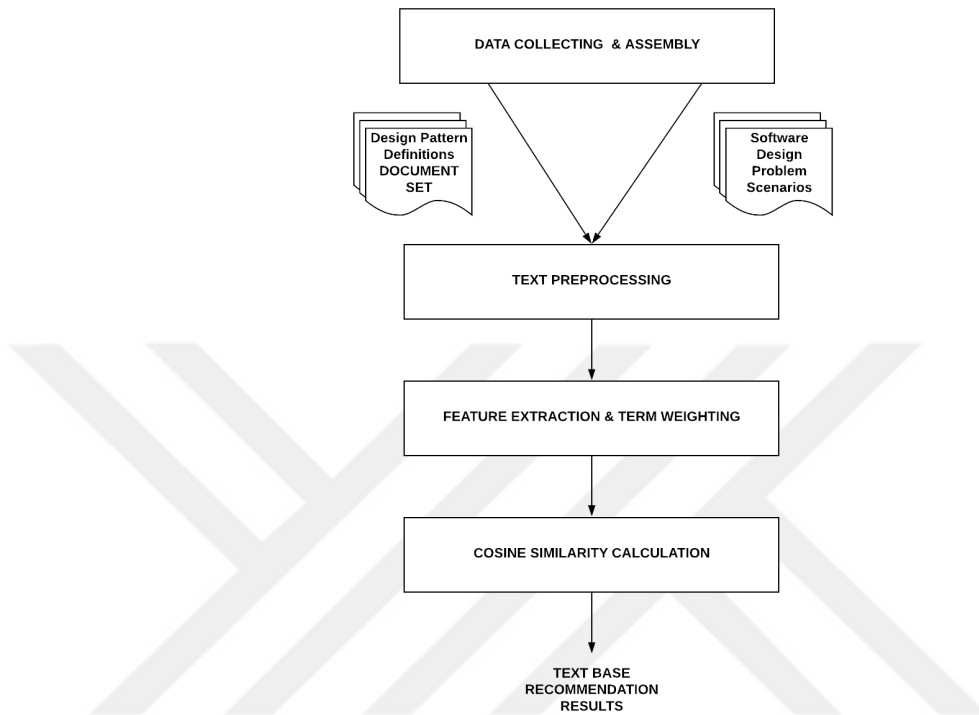 DATA COLLECTING & ASSEMBLY
Design Pattern
Definitions
DOCUMENT
SET
Software
Design
Problem
Scenarios
TEXT PREPROCESSING
FEATURE EXTRACTION & TERM WEIGHTING
COSINE SIMILARITY CALCULATION
TEXT BASE
RECOMMENDATION
RESULTS